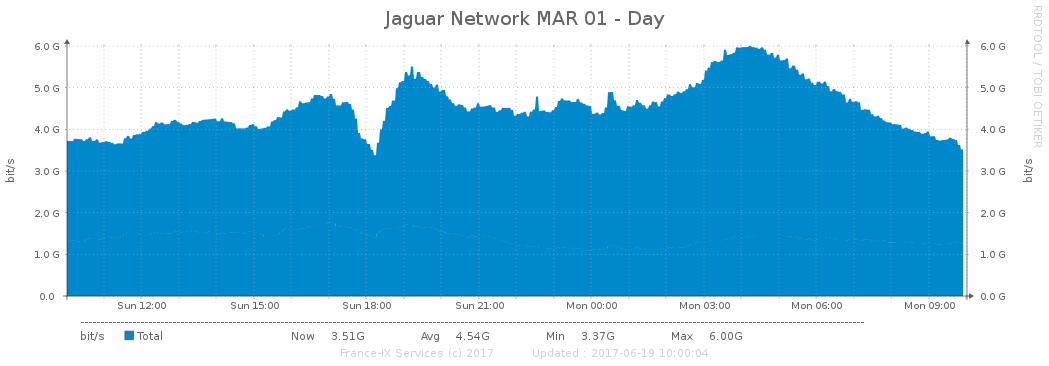 Jaguar Network MAR 01 - Day
RRDTOOL / TOBI OETIKER
6.0 G 6.0 G
5.0 G 5.0 G
4.0 G 4.0 G
3.0 G 3.0 G
2.0 G 2.0 G
1.0 G 1.0 G
0.0 0.0 G
bit/s bit/s
Sun 12:00 Sun 15:00 Sun 18:00 Sun 21:00 Mon 00:00 Mon 03:00 Mon 06:00 Mon 09:00
bit/s Total Now 3.51G Avg 4.54G Min 3.37G Max 6.00G
France-IX Services (c) 2017 Updated : 2017-06-19 10:00:04